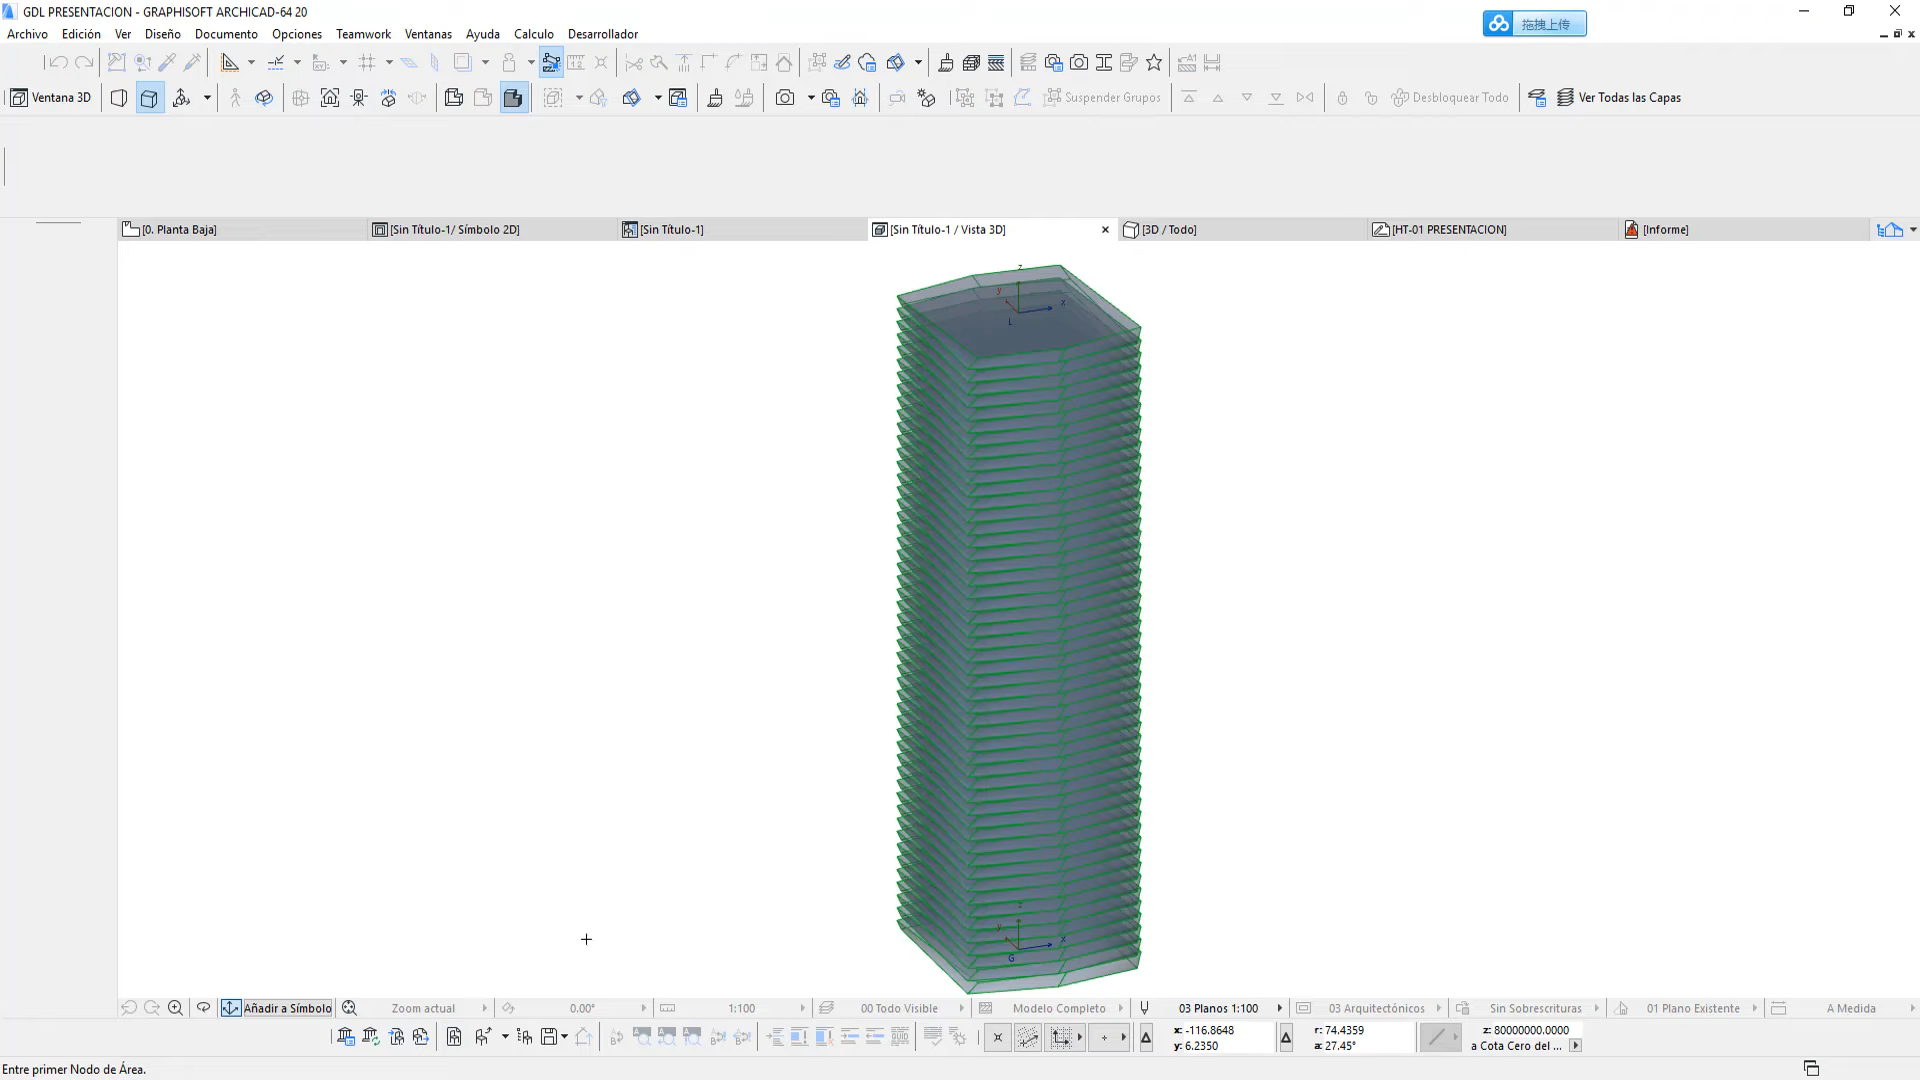 GDL PRESENTACION - GRAPHISOFT ARCHICAD-64 20
拖拽上传
Archivo Edición Ver Diseño Documento Opciones Teamwork Ventanas Ayuda Calculo Desarrollador
Ventana 3D Suspender Grupos Desbloquear Todo Ver Todas las Capas
[0. Planta Baja] [Sin Título-1/ Símbolo 2D] [Sin Título-1] [Sin Título-1 / Vista 3D] [3D / Todo] [HT-01 PRESENTACION] [Informe]
z
y x
L
z
y x
G
Añadir a Símbolo Zoom actual 0.00° 1:100 00 Todo Visible Modelo Completo 03 Planos 1:100 03 Arquitectónicos Sin Sobrescrituras 01 Plano Existente A Medida
x: -116.8648 r: 74.4359 z: 80000000.0000
y: 6.2350 a: 27.45° a Cota Cero del ...
Entre primer Nodo de Área.